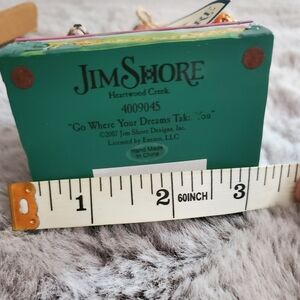 JIM SHORE
Heartwood Creek
4009045
"Go Where Your Dreams Take You"
©2007 Jim Shore Designs, Inc.
Licensed by Enesco, LLC
Hand Made
in China
1 2 60INCH 3